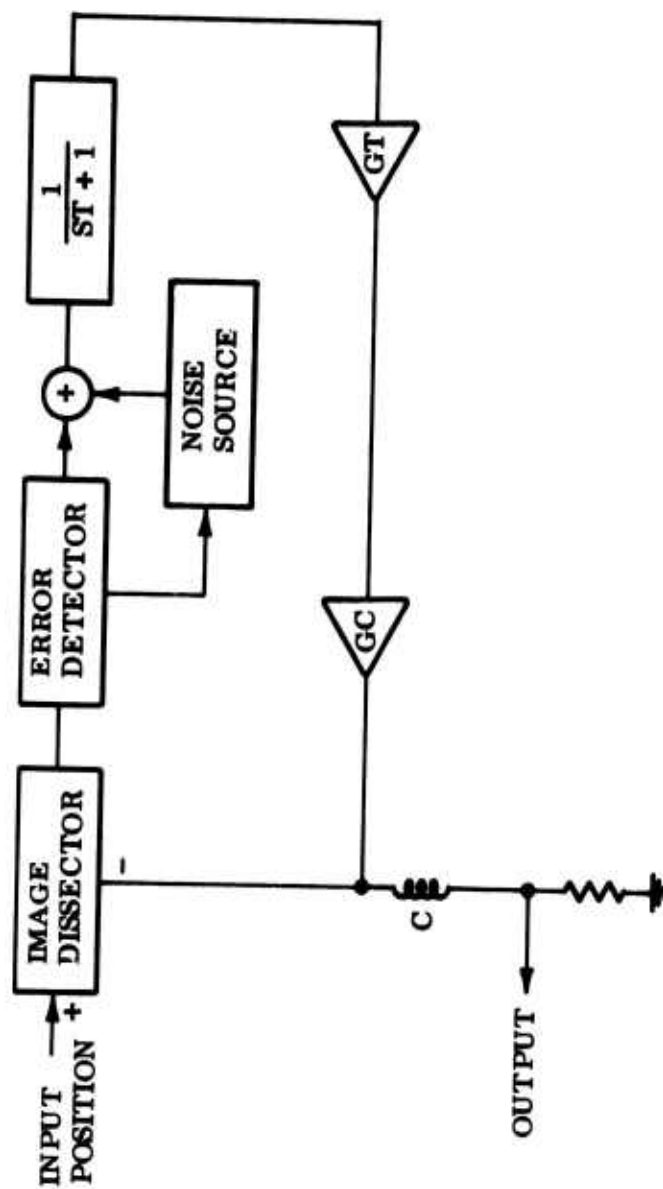 INPUT
POSITION
+
IMAGE
DISSECTOR
−
ERROR
DETECTOR
+
NOISE
SOURCE
1
ST + 1
GT
GC
C
OUTPUT